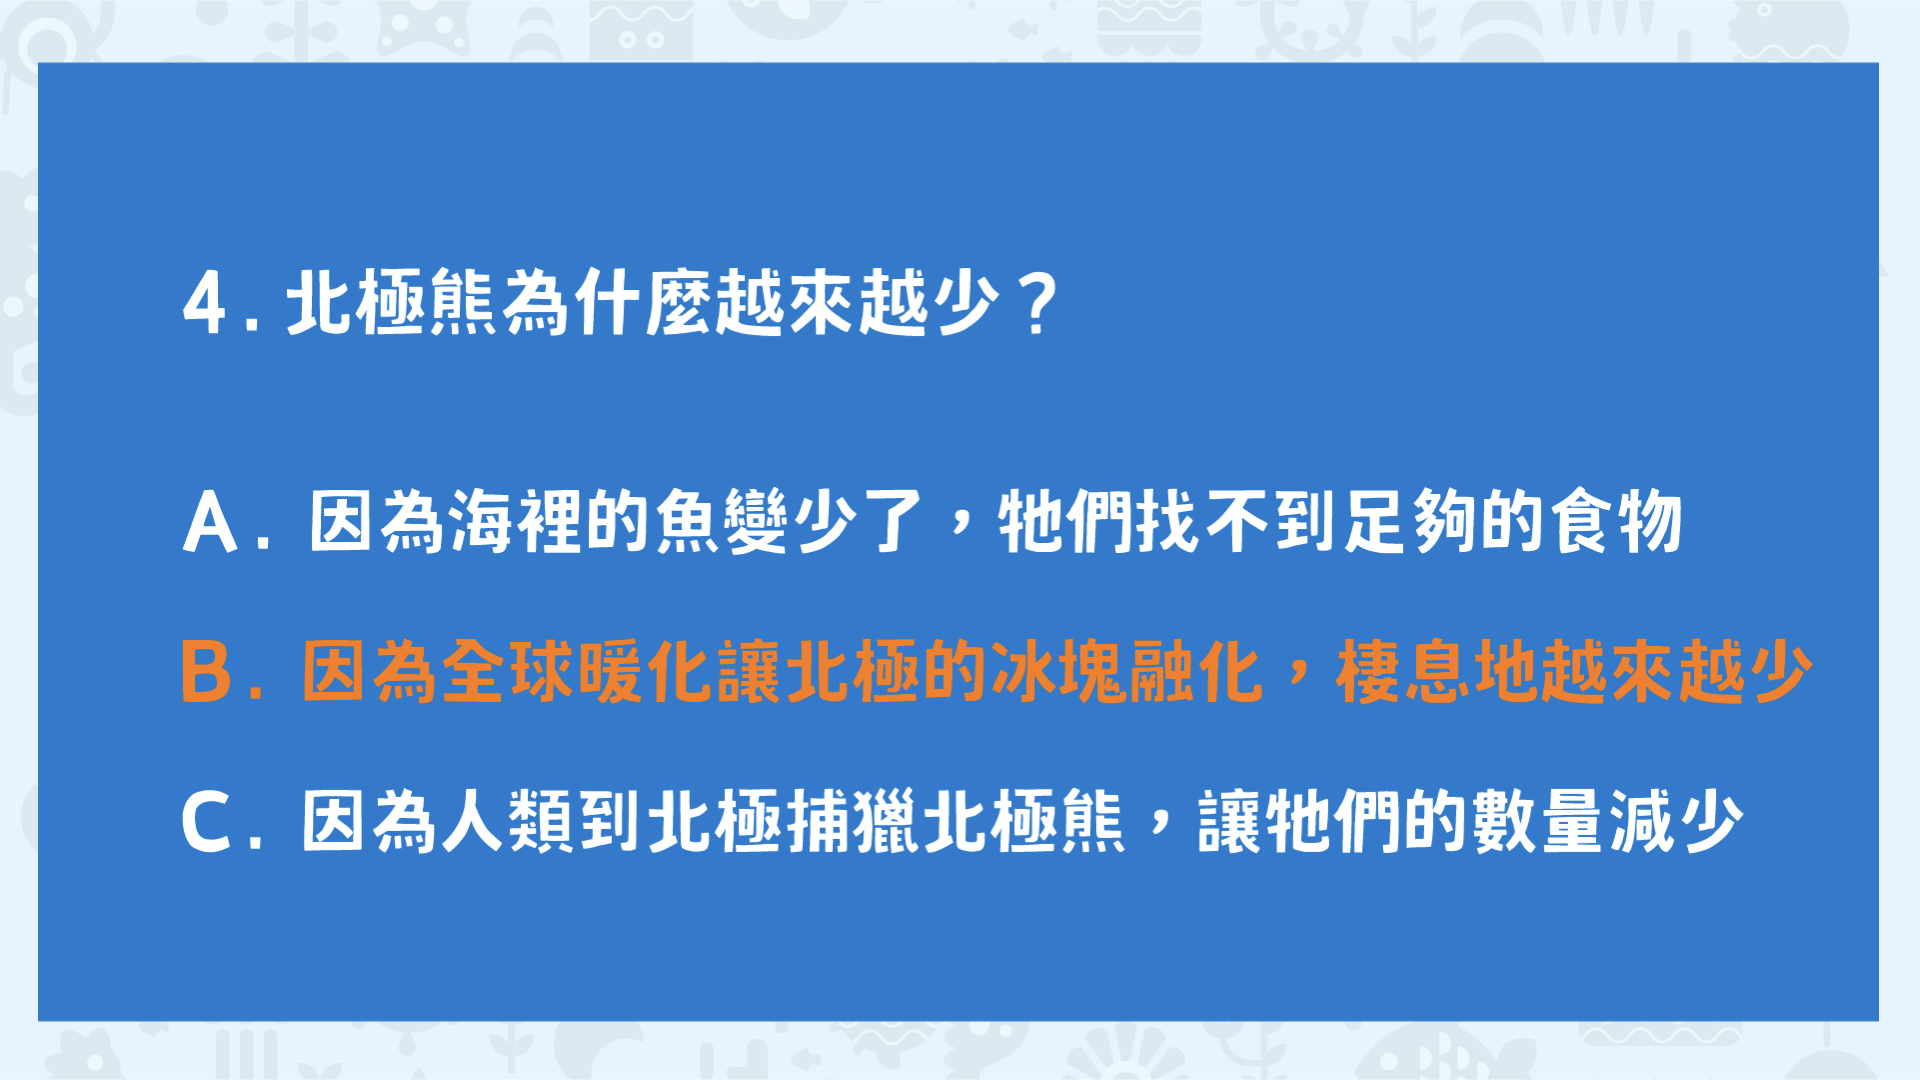 4.北極熊為什麼越來越少?
A. 因為海裡的魚變少了,牠們找不到足夠的食物
B. 因為全球暖化讓北極的冰塊融化,棲息地越來越少
C. 因為人類到北極捕獵北極熊,讓牠們的數量減少